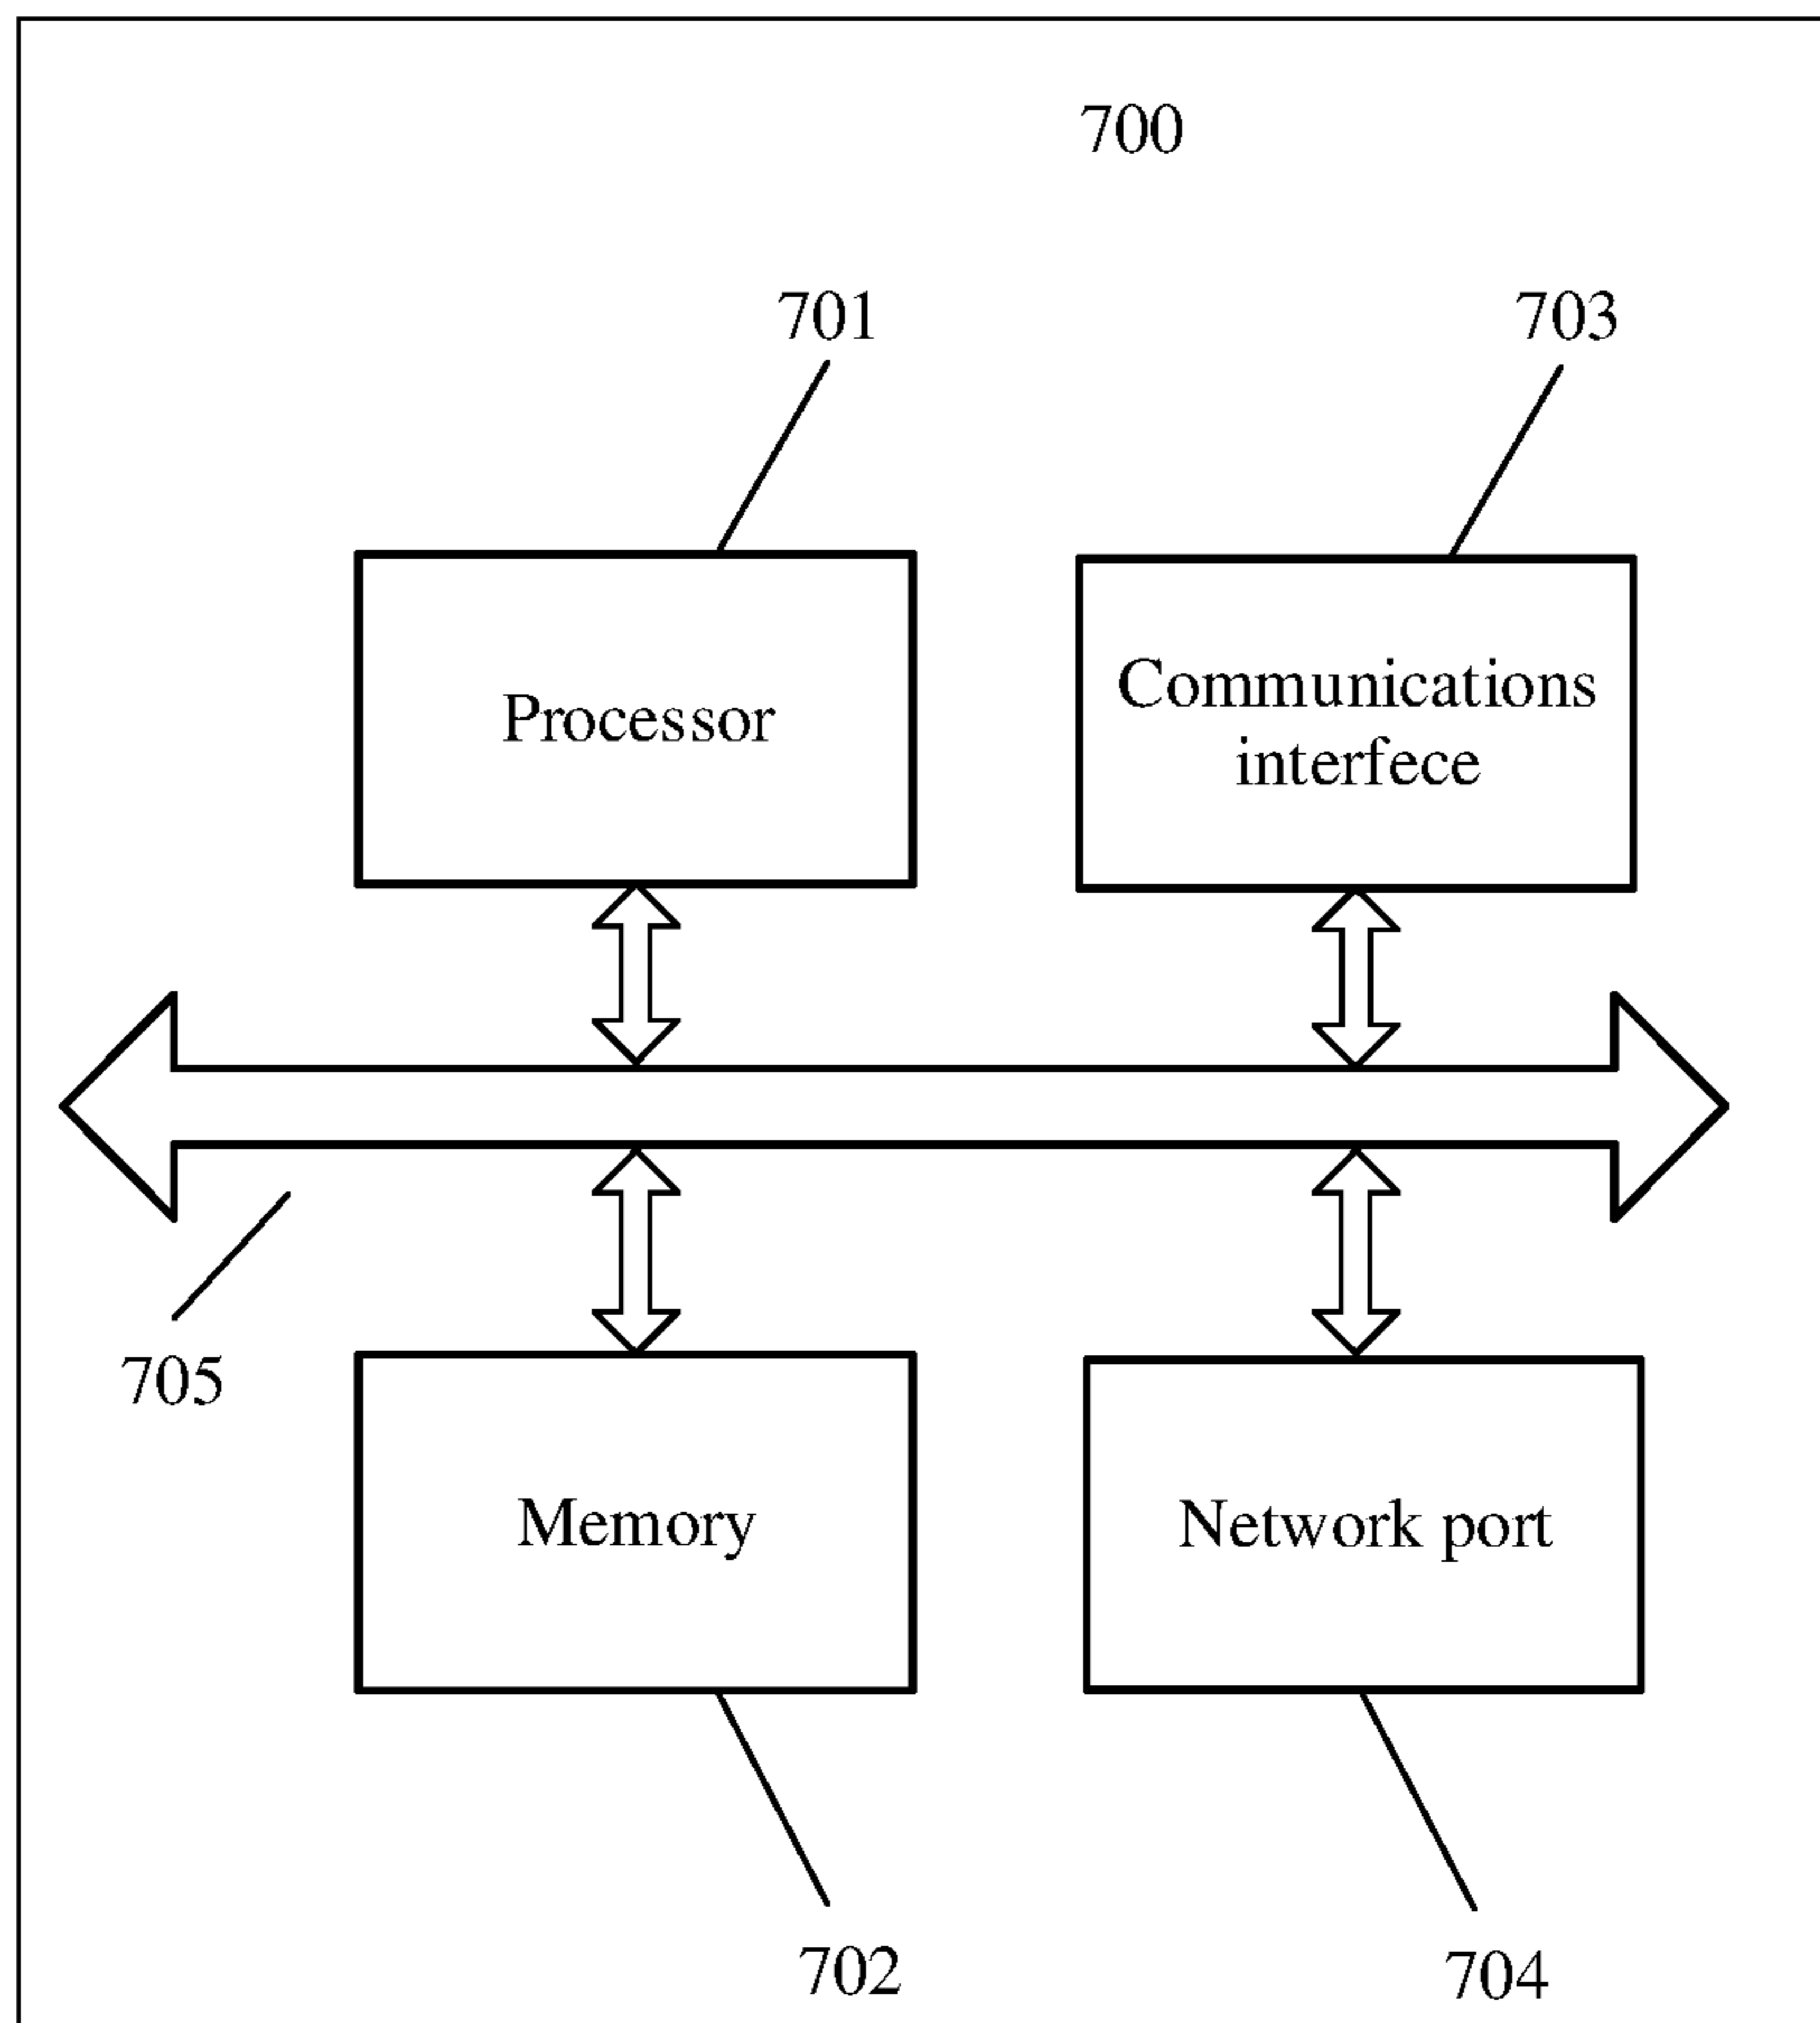 700
701
703
Processor
Communications
interfece
705
Memory
Network port
702
704